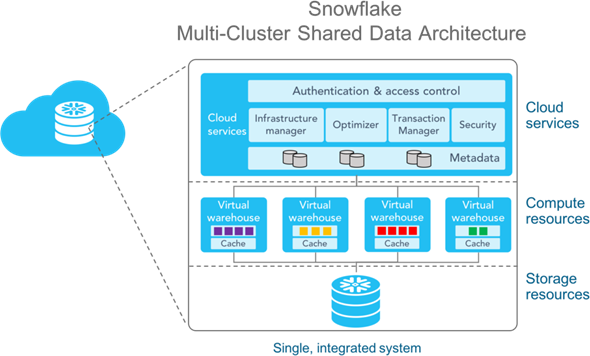 Snowflake
Multi-Cluster Shared Data Architecture
Authentication & access control
Cloud
services
Infrastructure
manager
Optimizer
Transaction
Manager
Security
Metadata
Cloud
services
Virtual
warehouse
Cache
Virtual
warehouse
Cache
Virtual
warehouse
Cache
Virtual
warehouse
Cache
Compute
resources
Storage
resources
Single, integrated system